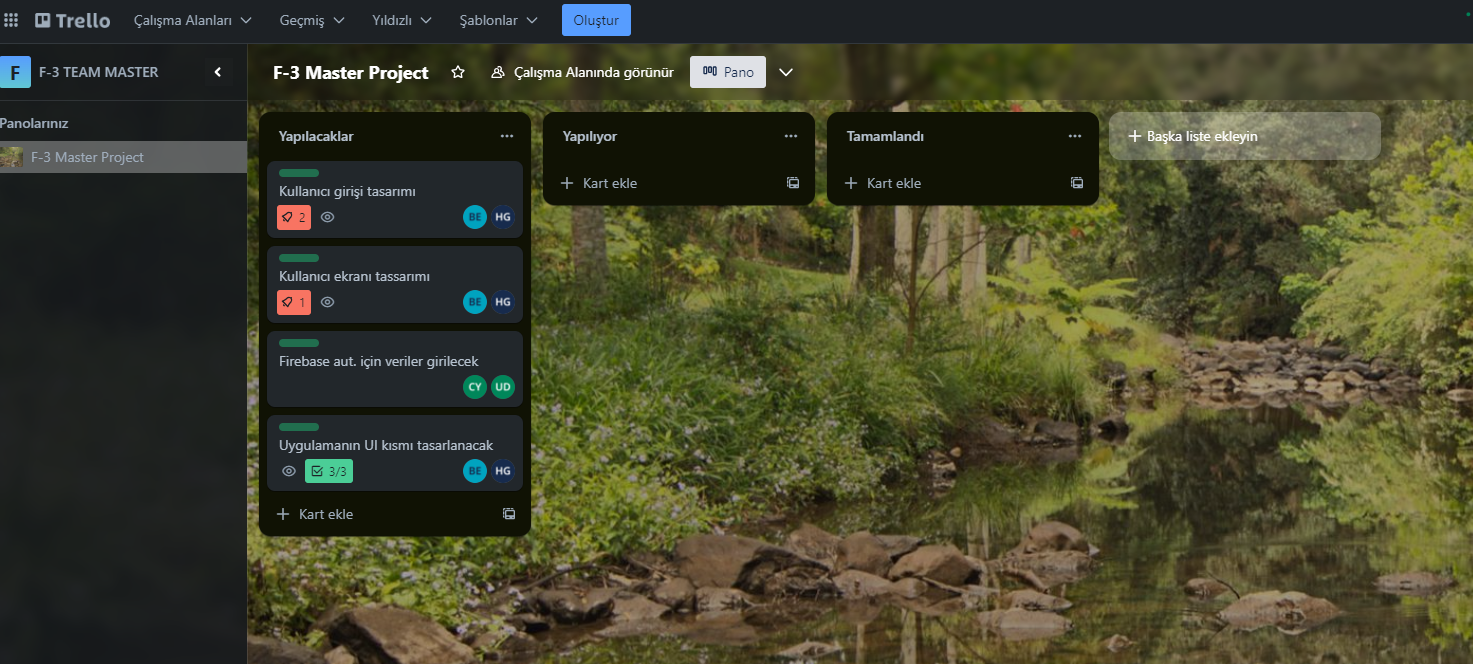 Trello
Çalışma Alanları
Geçmiş
Yıldızlı
Şablonlar
Oluştur
F
F-3 TEAM MASTER
F-3 Master Project
Çalışma Alanında görünür
Pano
Panolarınız
F-3 Master Project
Yapılacaklar
Kullanıcı girişi tasarımı
2
BE
HG
Kullanıcı ekranı tassarımı
1
BE
HG
Firebase aut. için veriler girilecek
CY
UD
Uygulamanın UI kısmı tasarlanacak
3/3
BE
HG
Kart ekle
Yapılıyor
Kart ekle
Tamamlandı
Kart ekle
Başka liste ekleyin